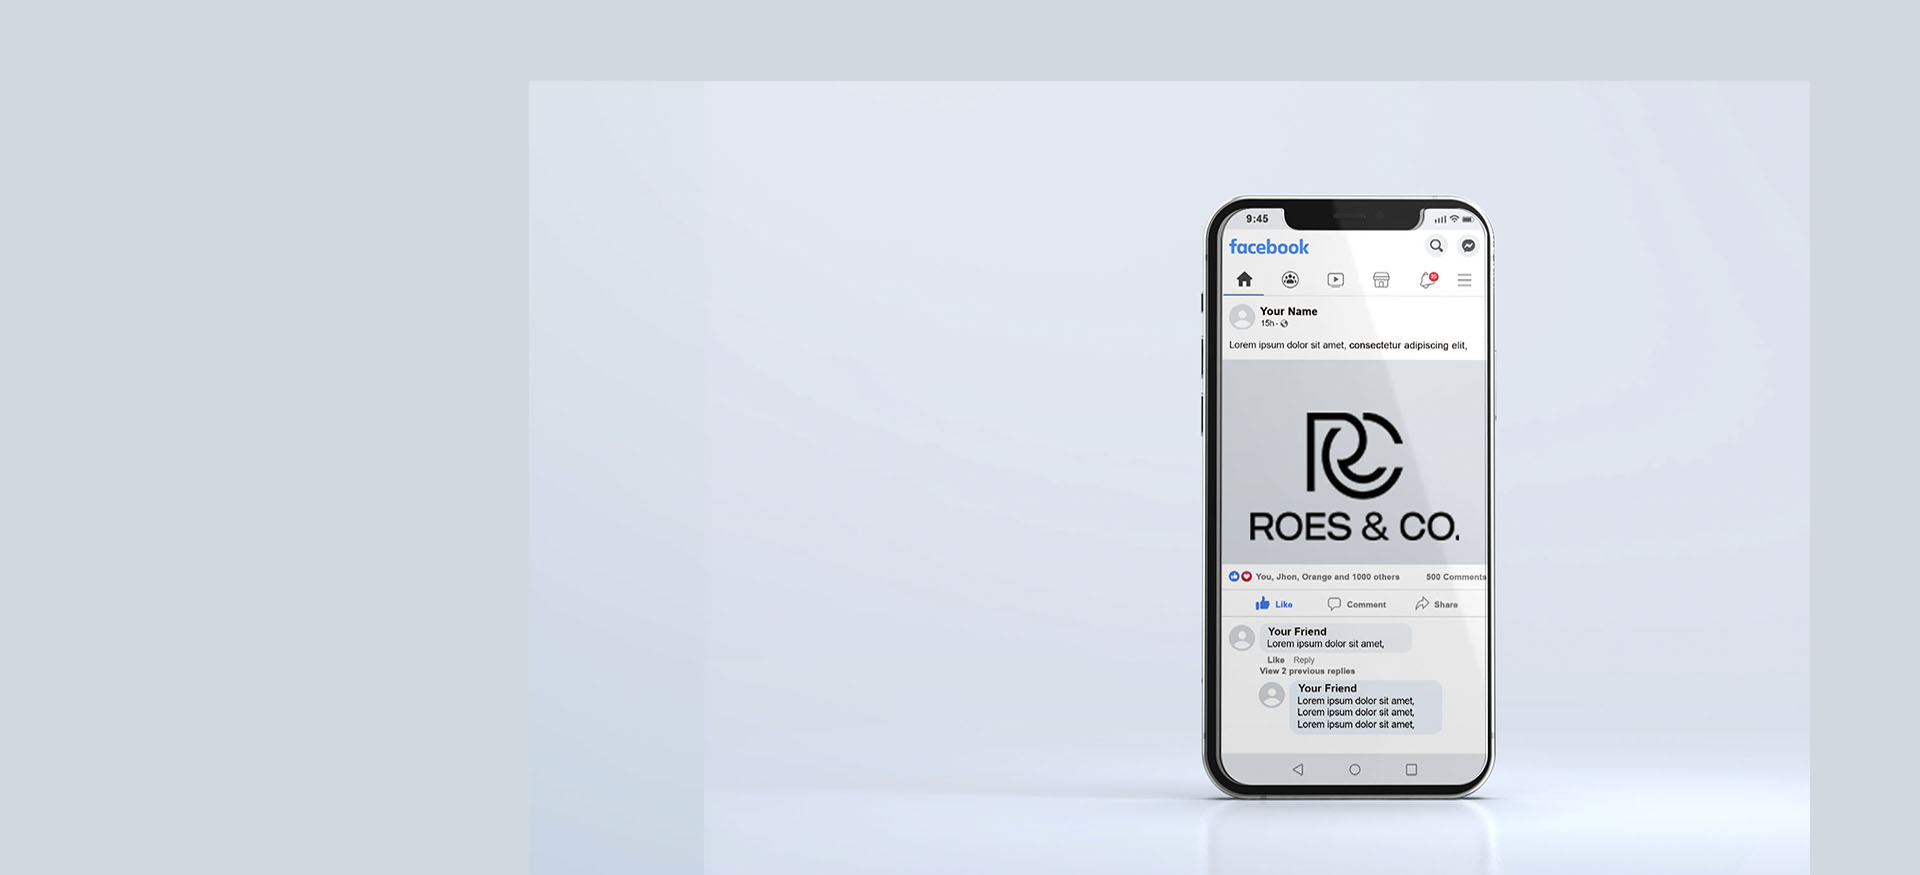 9:45
facebook
25
Your Name
15h ·
Lorem ipsum dolor sit amet, consectetur adipiscing elit,
RC
ROES & CO.
You, Jhon, Orange and 1000 others 500 Comments
Like Comment Share
Your Friend
Lorem ipsum dolor sit amet,
Like Reply
View 2 previous replies
Your Friend
Lorem ipsum dolor sit amet,
Lorem ipsum dolor sit amet,
Lorem ipsum dolor sit amet,